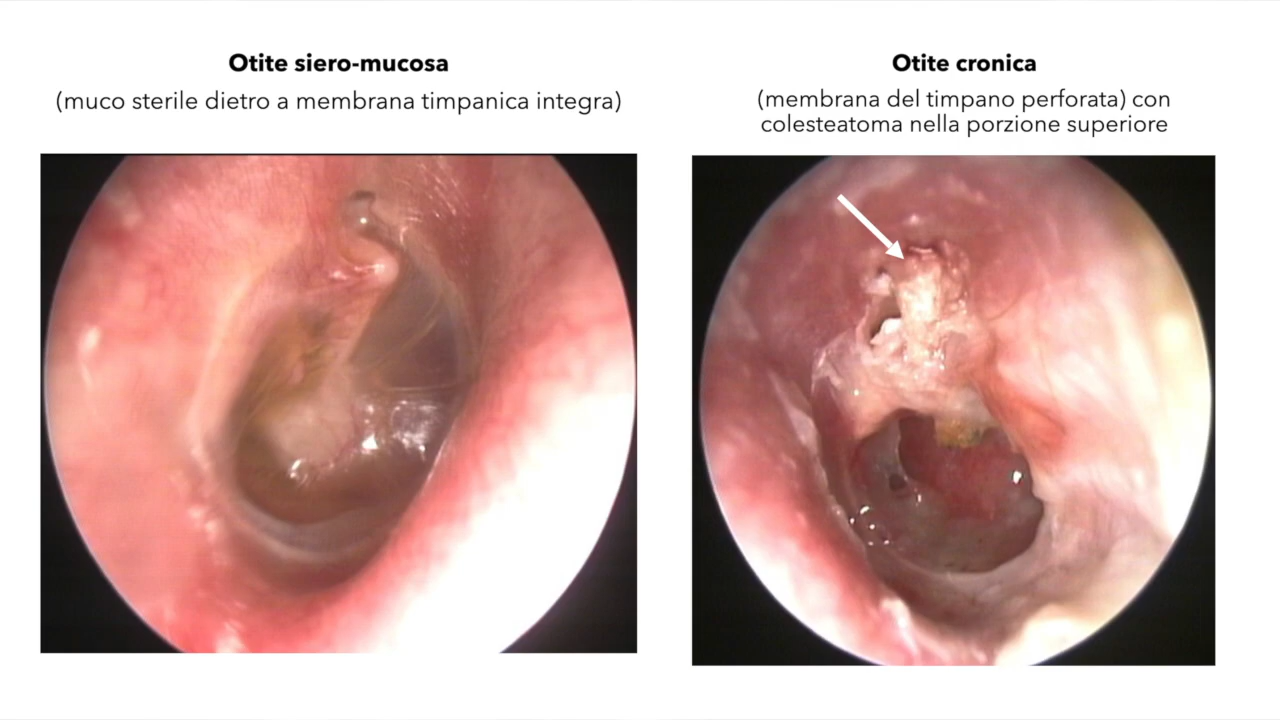 Otite siero-mucosa
(muco sterile dietro a membrana timpanica integra)
Otite cronica
(membrana del timpano perforata) con
colesteatoma nella porzione superiore